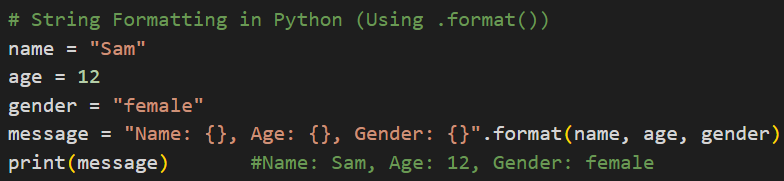 # String Formatting in Python (Using .format())
name = "Sam"
age = 12
gender = "female"
message = "Name: {}, Age: {}, Gender: {}".format(name, age, gender)
print(message)       #Name: Sam, Age: 12, Gender: female